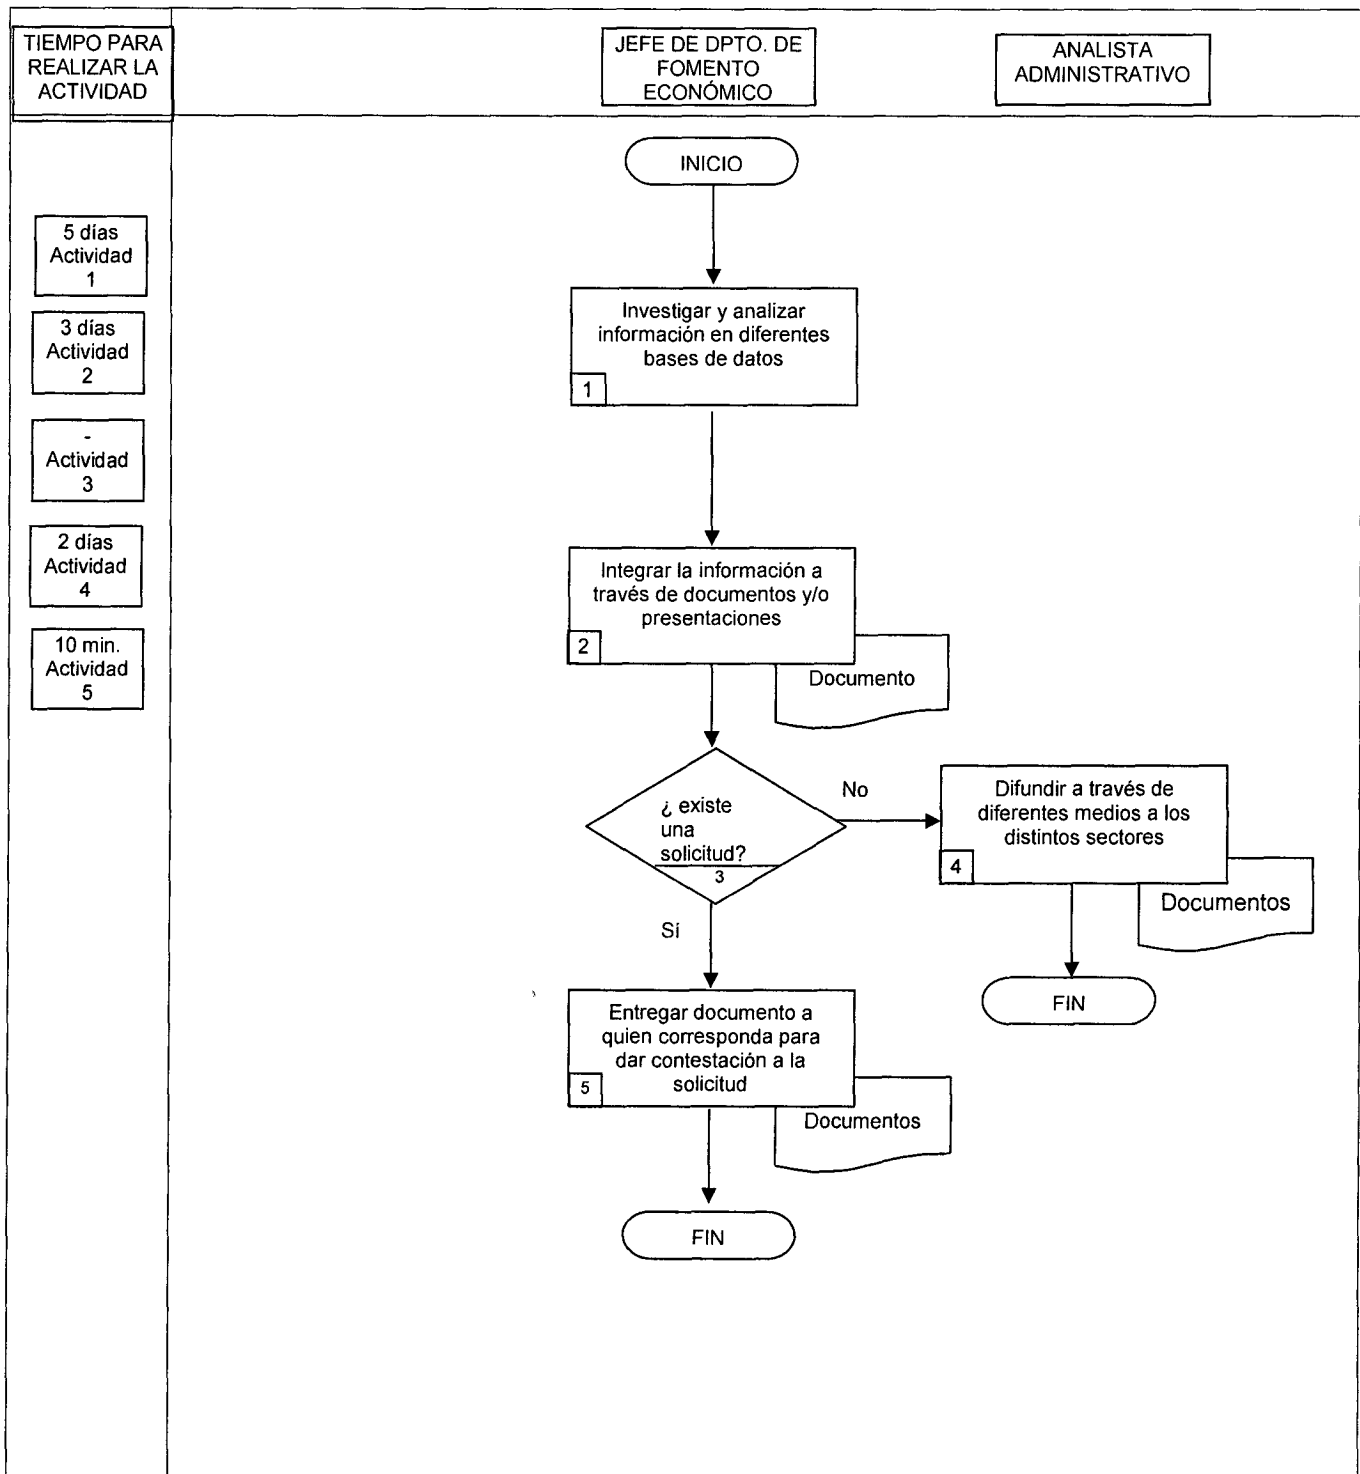 TIEMPO PARA
REALIZAR LA
ACTIVIDAD
JEFE DE DPTO. DE
FOMENTO
ECONÓMICO
ANALISTA
ADMINISTRATIVO
INICIO
5 días
Actividad
1
Investigar y analizar
información en diferentes
bases de datos
1
3 días
Actividad
2
-
Actividad
3
2 días
Actividad
4
Integrar la información a
través de documentos y/o
presentaciones
2
Documento
10 min.
Actividad
5
¿ existe
una
solicitud?
3
No
Difundir a través de
diferentes medios a los
distintos sectores
4
Documentos
FIN
Sí
Entregar documento a
quien corresponda para
dar contestación a la
solicitud
5
Documentos
FIN